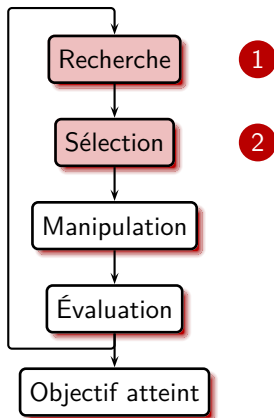 Recherche 1
Sélection 2
Manipulation
Évaluation
Objectif atteint